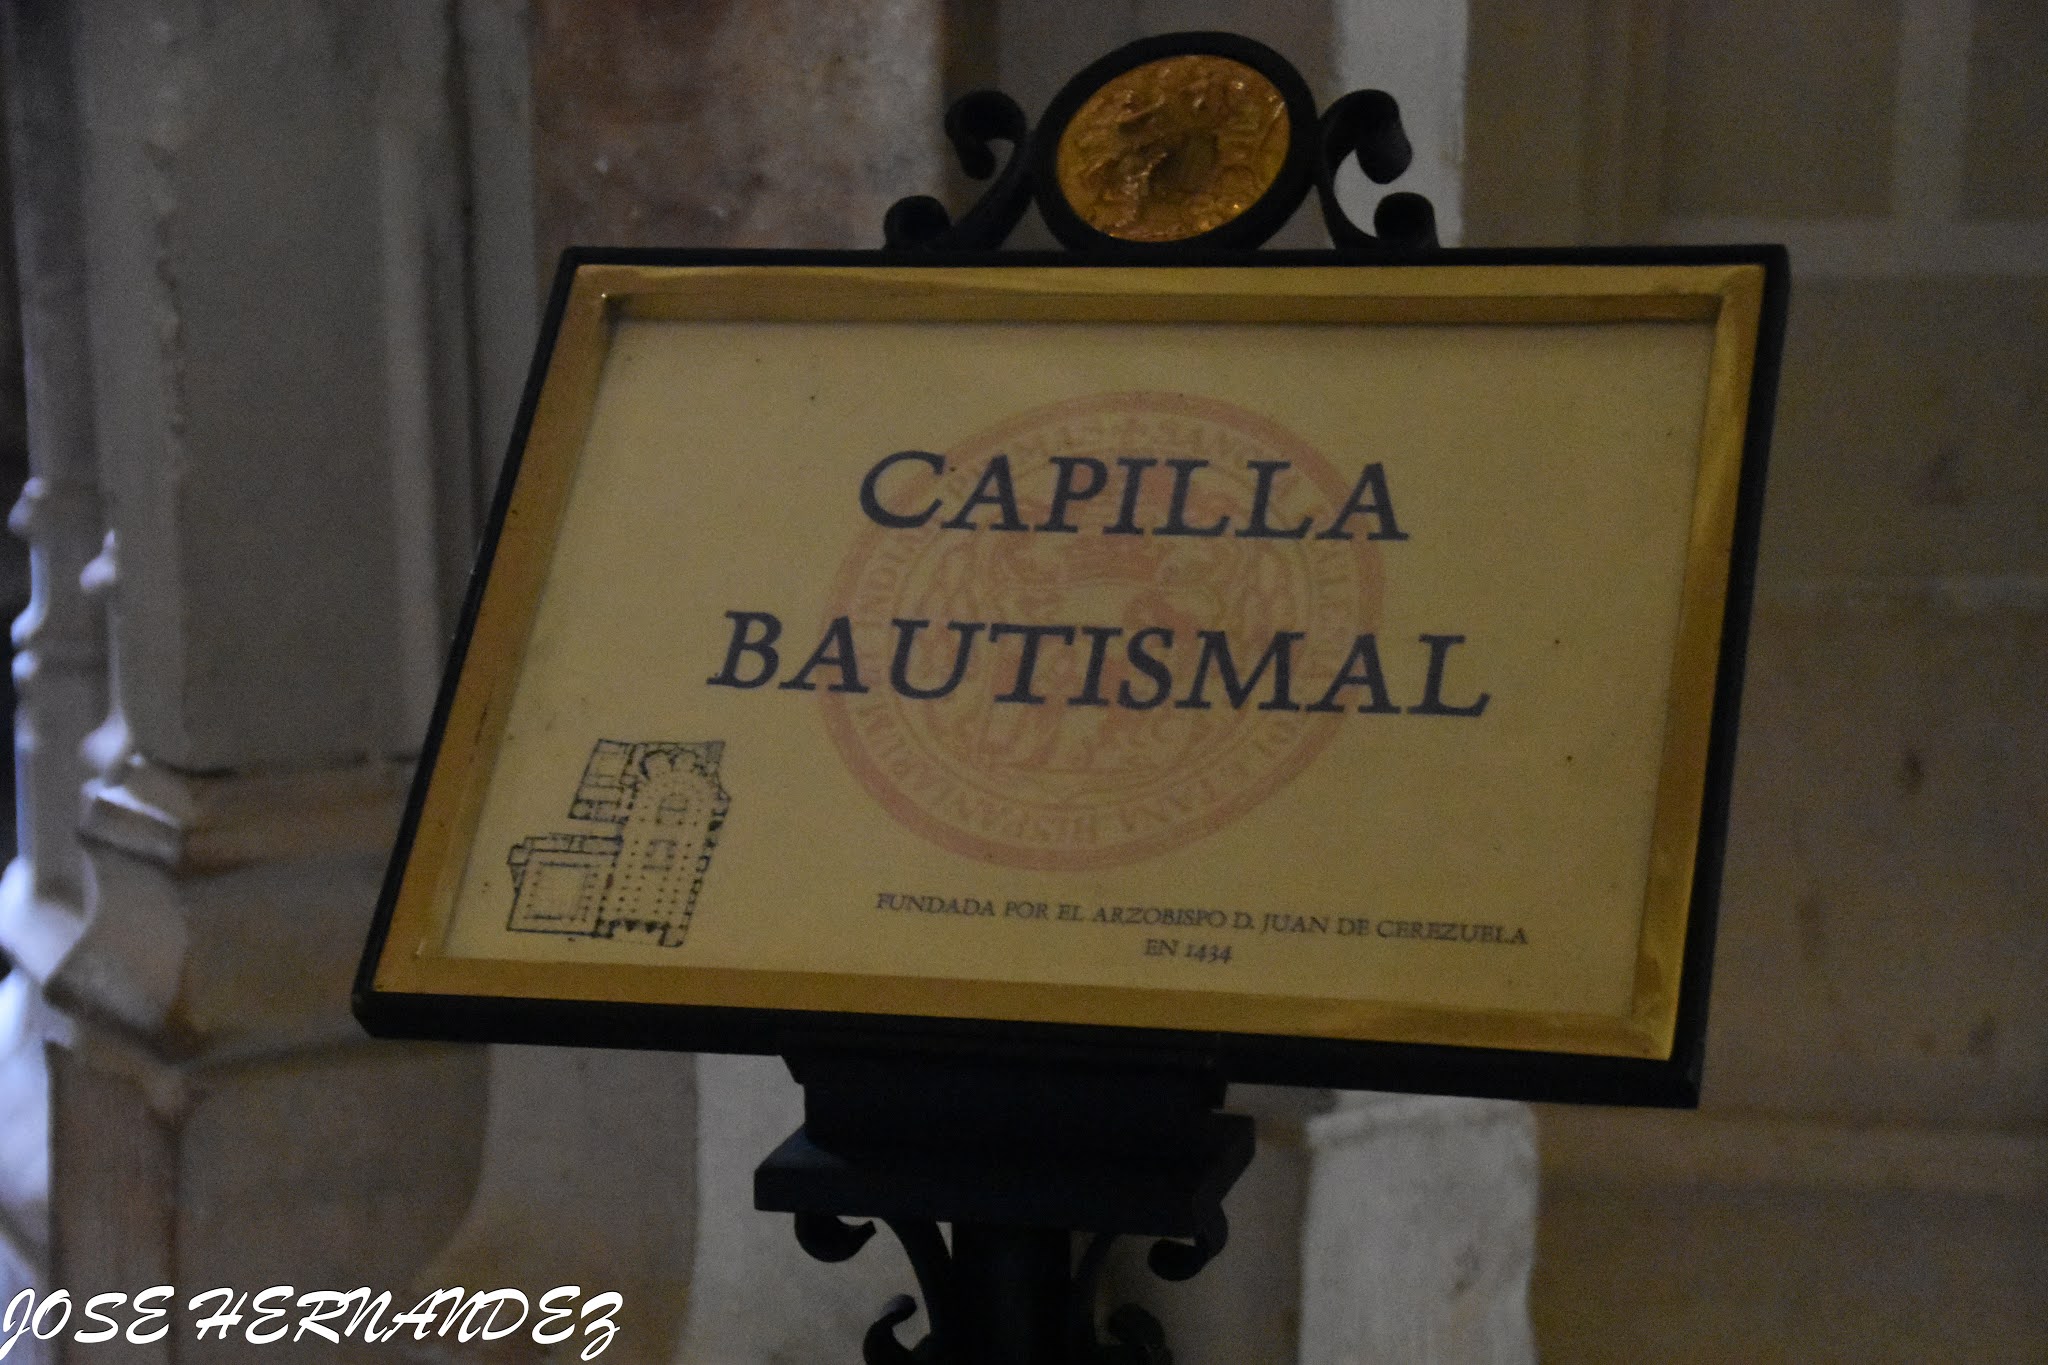 CAPILLA
BAUTISMAL
FUNDADA POR EL ARZOBISPO D. JUAN DE CEREZUELA
EN 1434
JOSE HERNANDEZ